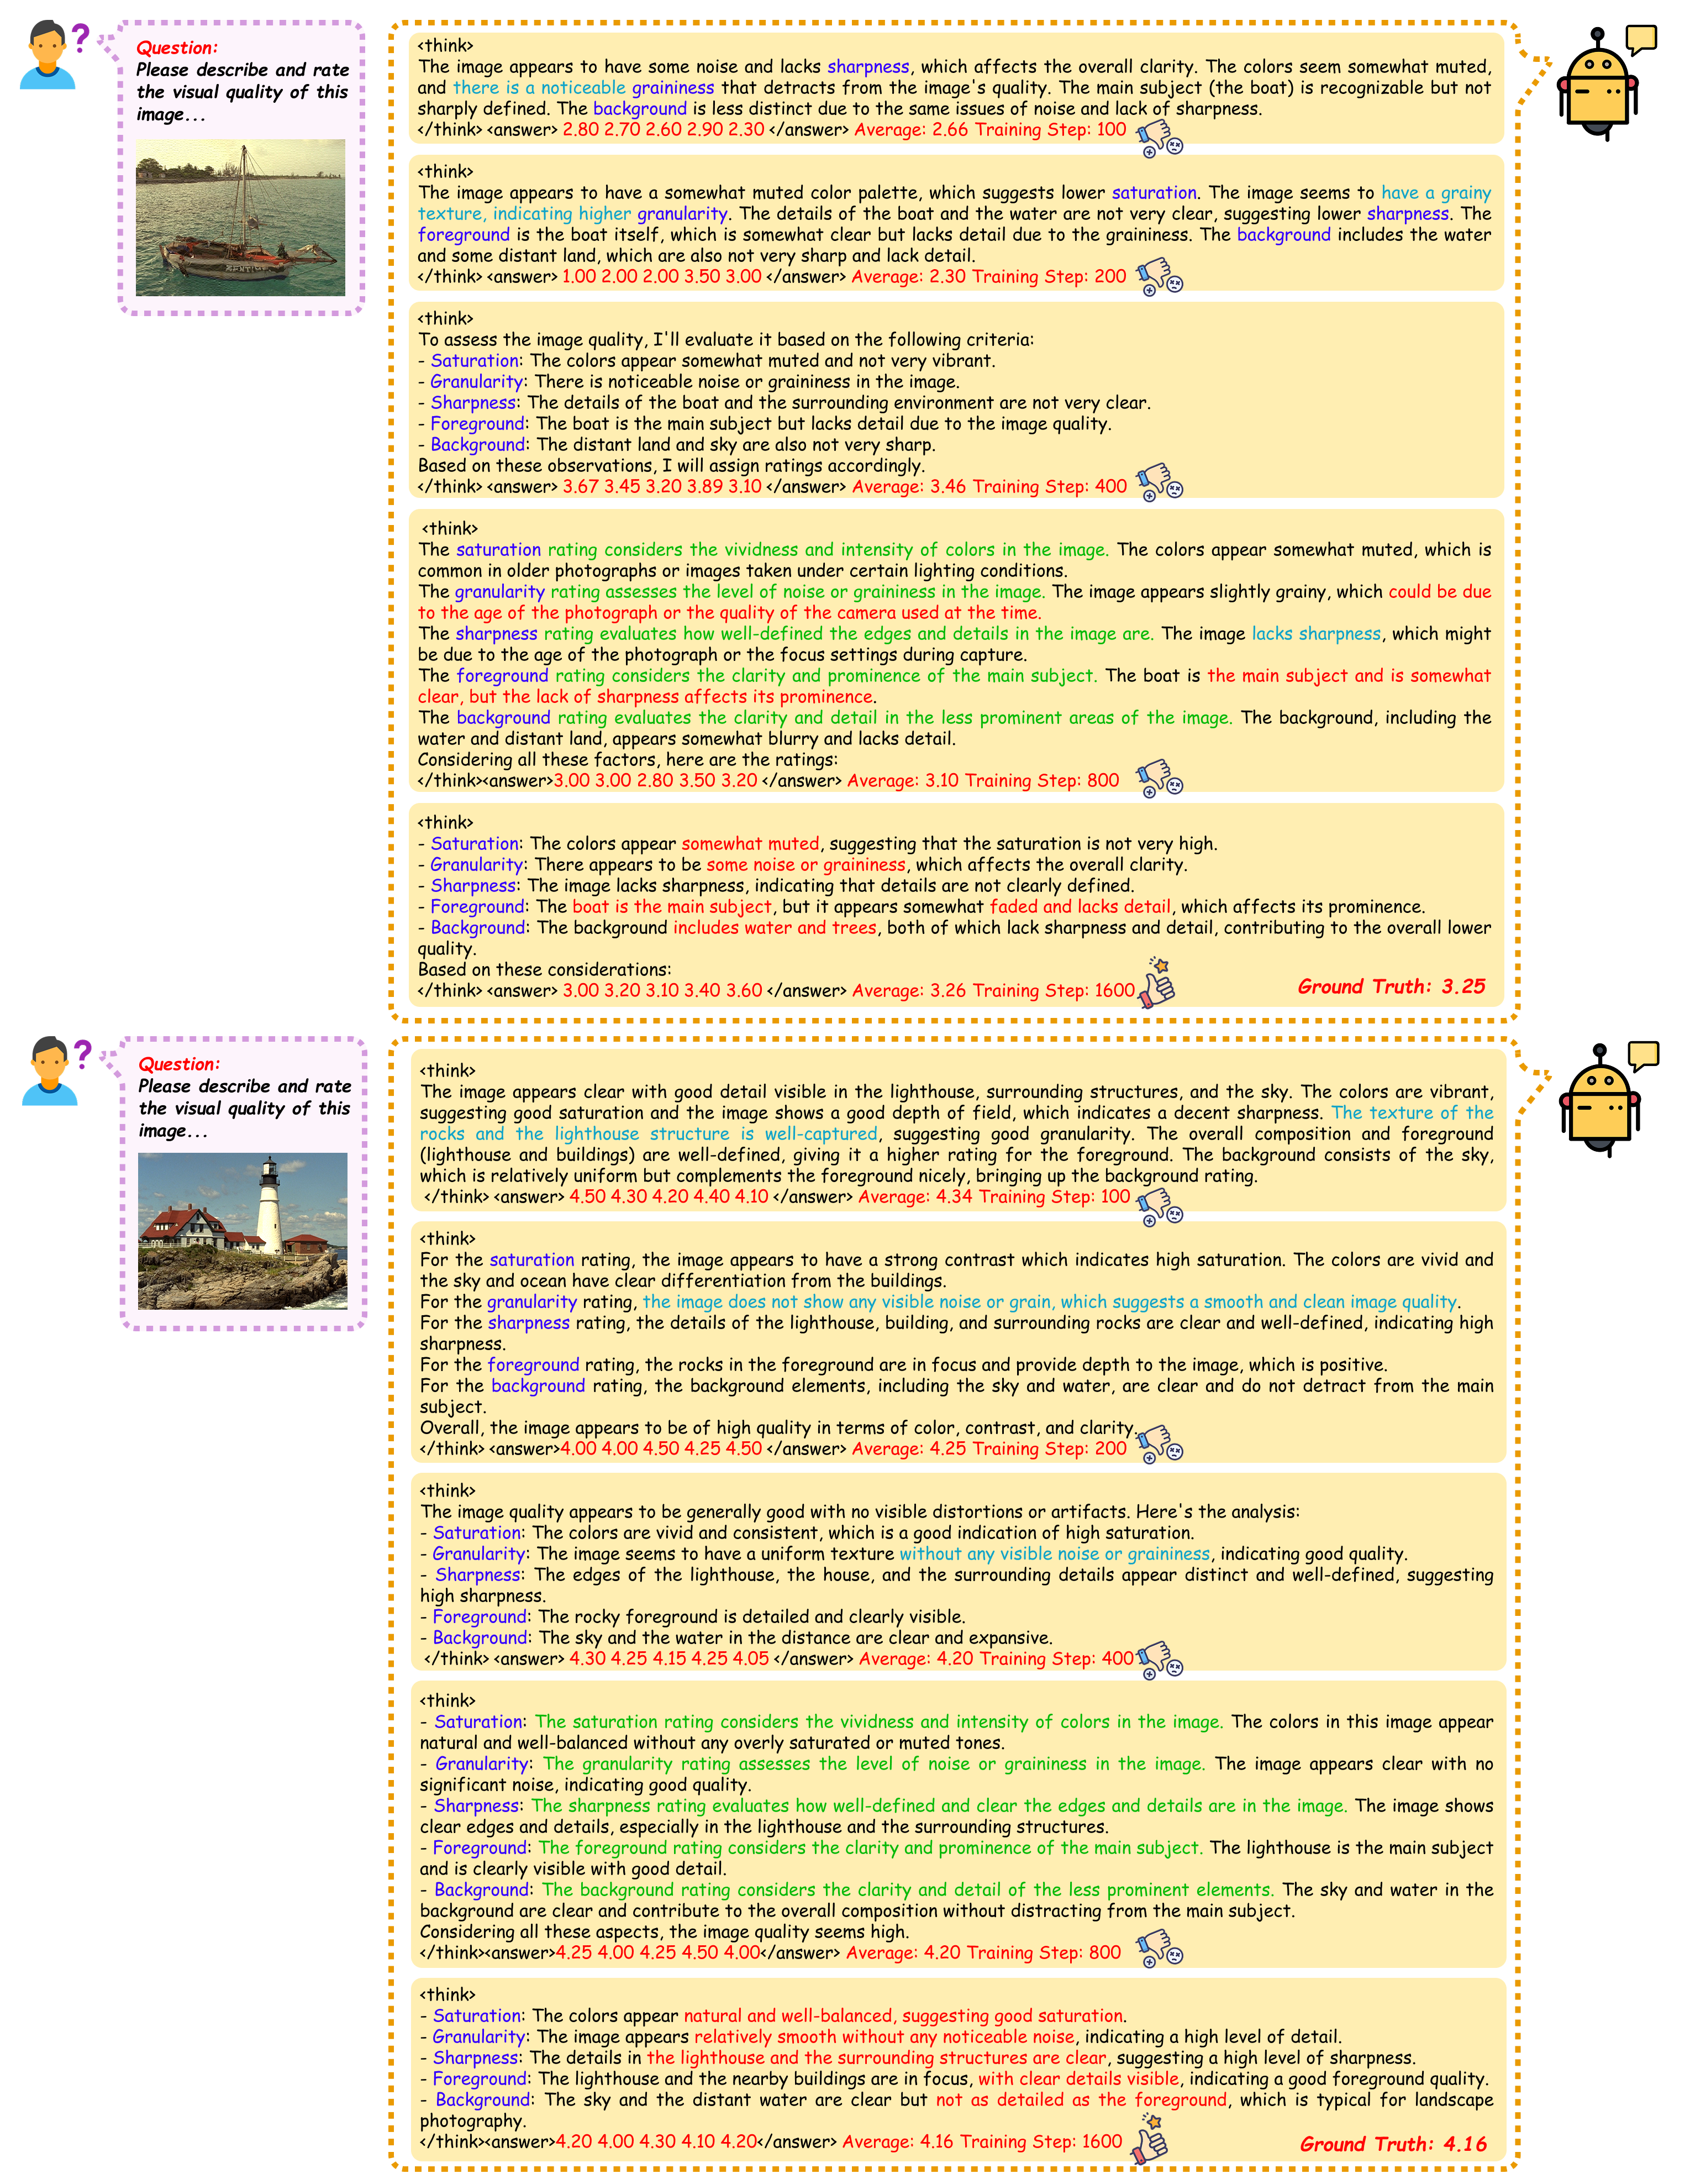 ?
Question:
Please describe and rate
the visual quality of this
image...
<think>
The image appears to have some noise and lacks sharpness, which affects the overall clarity. The colors seem somewhat muted,
and there is a noticeable graininess that detracts from the image's quality. The main subject (the boat) is recognizable but not
sharply defined. The background is less distinct due to the same issues of noise and lack of sharpness.
</think> <answer> 2.80 2.70 2.60 2.90 2.30 </answer> Average: 2.66 Training Step: 100
<think>
The image appears to have a somewhat muted color palette, which suggests lower saturation. The image seems to have a grainy
texture, indicating higher granularity. The details of the boat and the water are not very clear, suggesting lower sharpness. The
foreground is the boat itself, which is somewhat clear but lacks detail due to the graininess. The background includes the water
and some distant land, which are also not very sharp and lack detail.
</think> <answer> 1.00 2.00 2.00 3.50 3.00 </answer> Average: 2.30 Training Step: 200
<think>
To assess the image quality, I'll evaluate it based on the following criteria:
- Saturation: The colors appear somewhat muted and not very vibrant.
- Granularity: There is noticeable noise or graininess in the image.
- Sharpness: The details of the boat and the surrounding environment are not very clear.
- Foreground: The boat is the main subject but lacks detail due to the image quality.
- Background: The distant land and sky are also not very sharp.
Based on these observations, I will assign ratings accordingly.
</think> <answer> 3.67 3.45 3.20 3.89 3.10 </answer> Average: 3.46 Training Step: 400
<think>
The saturation rating considers the vividness and intensity of colors in the image. The colors appear somewhat muted, which is
common in older photographs or images taken under certain lighting conditions.
The granularity rating assesses the level of noise or graininess in the image. The image appears slightly grainy, which could be due
to the age of the photograph or the quality of the camera used at the time.
The sharpness rating evaluates how well-defined the edges and details in the image are. The image lacks sharpness, which might
be due to the age of the photograph or the focus settings during capture.
The foreground rating considers the clarity and prominence of the main subject. The boat is the main subject and is somewhat
clear, but the lack of sharpness affects its prominence.
The background rating evaluates the clarity and detail in the less prominent areas of the image. The background, including the
water and distant land, appears somewhat blurry and lacks detail.
Considering all these factors, here are the ratings:
</think><answer>3.00 3.00 2.80 3.50 3.20 </answer> Average: 3.10 Training Step: 800
<think>
- Saturation: The colors appear somewhat muted, suggesting that the saturation is not very high.
- Granularity: There appears to be some noise or graininess, which affects the overall clarity.
- Sharpness: The image lacks sharpness, indicating that details are not clearly defined.
- Foreground: The boat is the main subject, but it appears somewhat faded and lacks detail, which affects its prominence.
- Background: The background includes water and trees, both of which lack sharpness and detail, contributing to the overall lower
quality.
Based on these considerations:
</think> <answer> 3.00 3.20 3.10 3.40 3.60 </answer> Average: 3.26 Training Step: 1600
Ground Truth: 3.25
?
Question:
Please describe and rate
the visual quality of this
image...
<think>
The image appears clear with good detail visible in the lighthouse, surrounding structures, and the sky. The colors are vibrant,
suggesting good saturation and the image shows a good depth of field, which indicates a decent sharpness. The texture of the
rocks and the lighthouse structure is well-captured, suggesting good granularity. The overall composition and foreground
(lighthouse and buildings) are well-defined, giving it a higher rating for the foreground. The background consists of the sky,
which is relatively uniform but complements the foreground nicely, bringing up the background rating.
</think> <answer> 4.50 4.30 4.20 4.40 4.10 </answer> Average: 4.34 Training Step: 100
<think>
For the saturation rating, the image appears to have a strong contrast which indicates high saturation. The colors are vivid and
the sky and ocean have clear differentiation from the buildings.
For the granularity rating, the image does not show any visible noise or grain, which suggests a smooth and clean image quality.
For the sharpness rating, the details of the lighthouse, building, and surrounding rocks are clear and well-defined, indicating high
sharpness.
For the foreground rating, the rocks in the foreground are in focus and provide depth to the image, which is positive.
For the background rating, the background elements, including the sky and water, are clear and do not detract from the main
subject.
Overall, the image appears to be of high quality in terms of color, contrast, and clarity.
</think> <answer>4.00 4.00 4.50 4.25 4.50 </answer> Average: 4.25 Training Step: 200
<think>
The image quality appears to be generally good with no visible distortions or artifacts. Here's the analysis:
- Saturation: The colors are vivid and consistent, which is a good indication of high saturation.
- Granularity: The image seems to have a uniform texture without any visible noise or graininess, indicating good quality.
- Sharpness: The edges of the lighthouse, the house, and the surrounding details appear distinct and well-defined, suggesting
high sharpness.
- Foreground: The rocky foreground is detailed and clearly visible.
- Background: The sky and the water in the distance are clear and expansive.
</think> <answer> 4.30 4.25 4.15 4.25 4.05 </answer> Average: 4.20 Training Step: 400
<think>
- Saturation: The saturation rating considers the vividness and intensity of colors in the image. The colors in this image appear
natural and well-balanced without any overly saturated or muted tones.
- Granularity: The granularity rating assesses the level of noise or graininess in the image. The image appears clear with no
significant noise, indicating good quality.
- Sharpness: The sharpness rating evaluates how well-defined and clear the edges and details are in the image. The image shows
clear edges and details, especially in the lighthouse and the surrounding structures.
- Foreground: The foreground rating considers the clarity and prominence of the main subject. The lighthouse is the main subject
and is clearly visible with good detail.
- Background: The background rating considers the clarity and detail of the less prominent elements. The sky and water in the
background are clear and contribute to the overall composition without distracting from the main subject.
Considering all these aspects, the image quality seems high.
</think><answer>4.25 4.00 4.25 4.50 4.00</answer> Average: 4.20 Training Step: 800
<think>
- Saturation: The colors appear natural and well-balanced, suggesting good saturation.
- Granularity: The image appears relatively smooth without any noticeable noise, indicating a high level of detail.
- Sharpness: The details in the lighthouse and the surrounding structures are clear, suggesting a high level of sharpness.
- Foreground: The lighthouse and the nearby buildings are in focus, with clear details visible, indicating a good foreground quality.
- Background: The sky and the distant water are clear but not as detailed as the foreground, which is typical for landscape
photography.
</think><answer>4.20 4.00 4.30 4.10 4.20</answer> Average: 4.16 Training Step: 1600
Ground Truth: 4.16